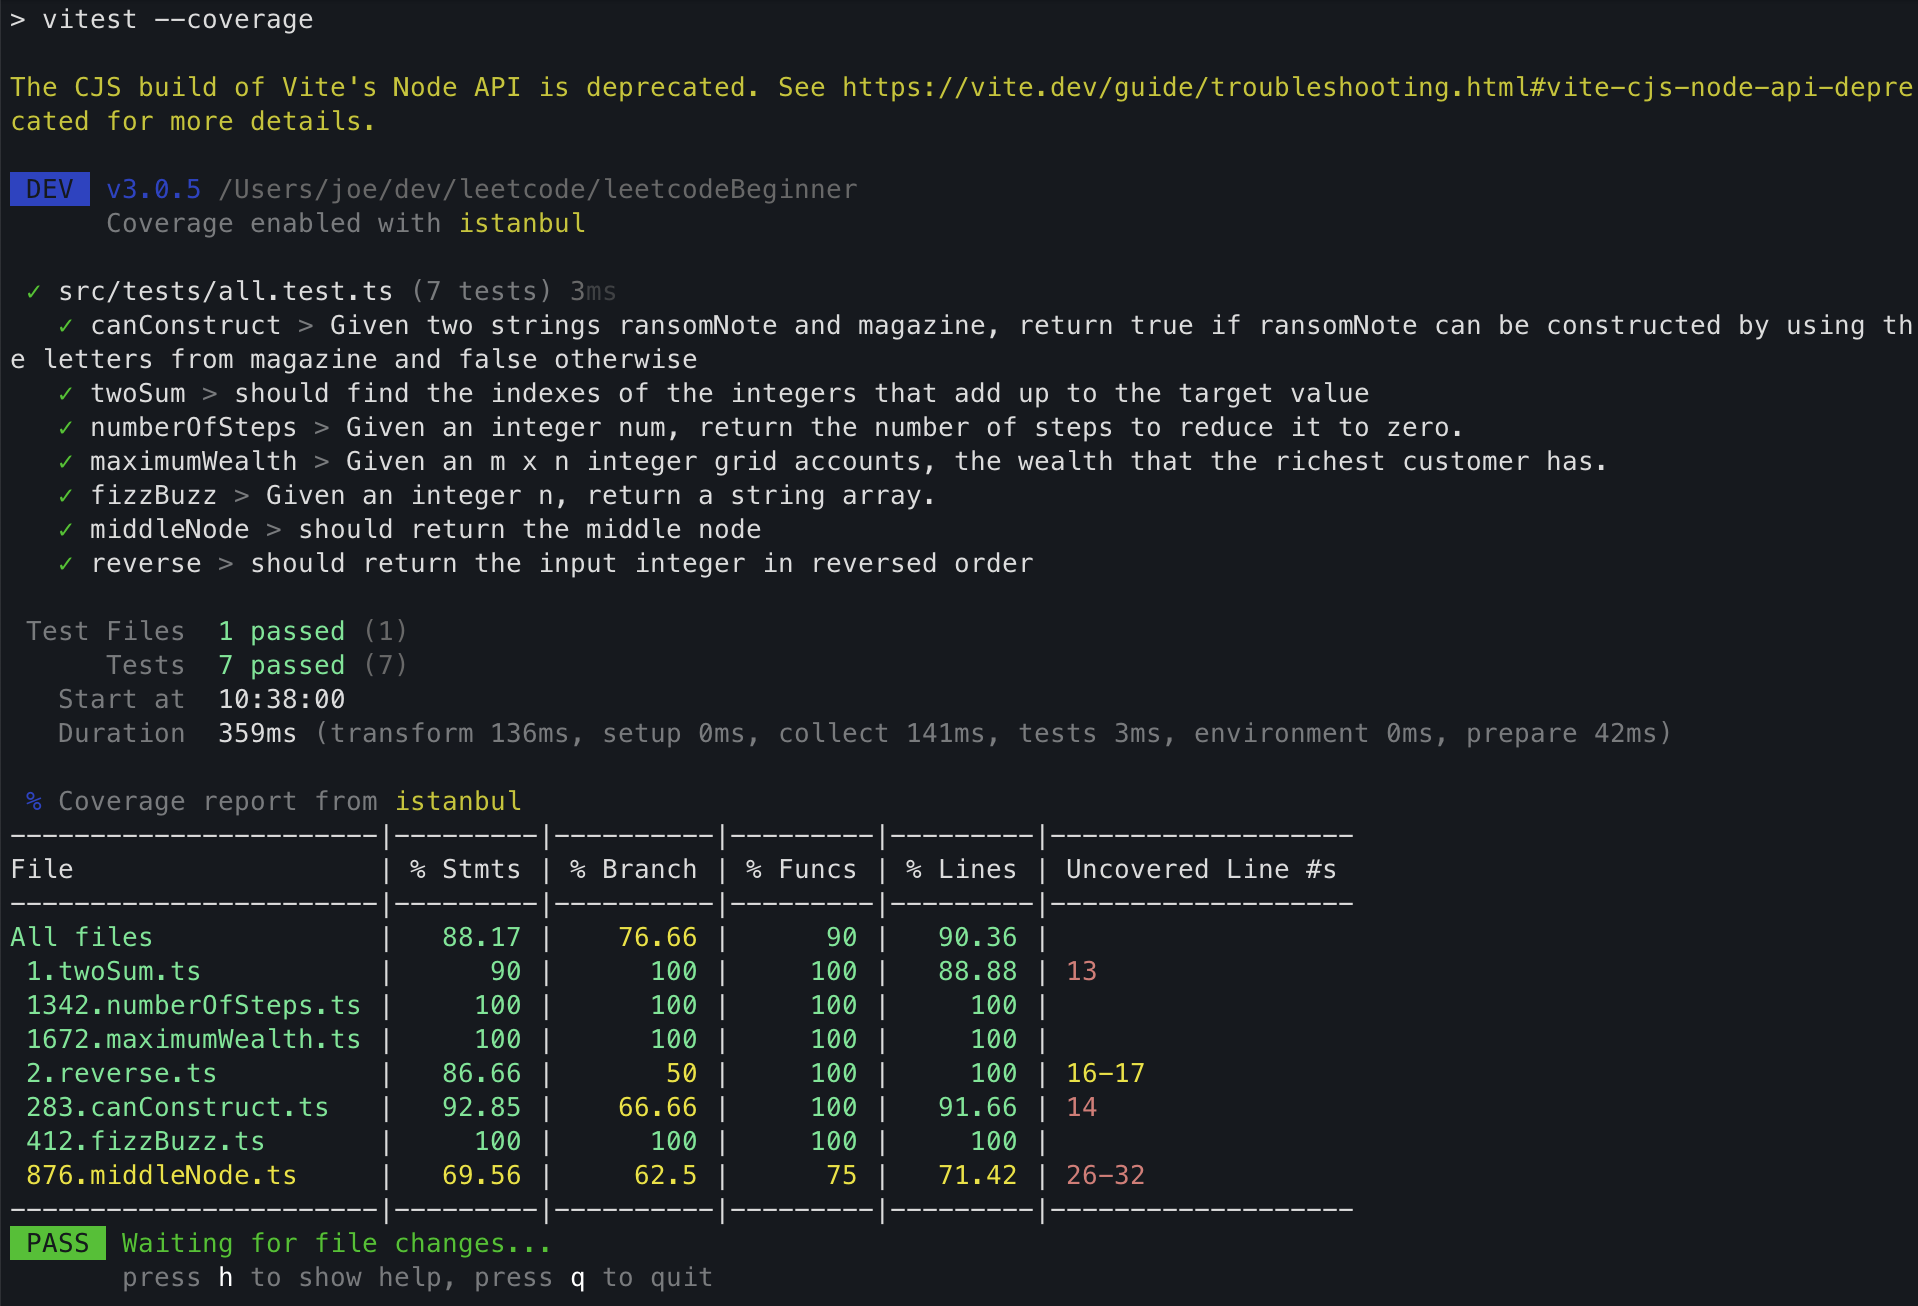 > vitest --coverage
The CJS build of Vite's Node API is deprecated. See https://vite.dev/guide/troubleshooting.html#vite-cjs-node-api-depre
cated for more details.
DEV v3.0.5 /Users/joe/dev/leetcode/leetcodeBeginner
Coverage enabled with istanbul
✓ src/tests/all.test.ts (7 tests) 3ms
✓ canConstruct > Given two strings ransomNote and magazine, return true if ransomNote can be constructed by using th
e letters from magazine and false otherwise
✓ twoSum > should find the indexes of the integers that add up to the target value
✓ numberOfSteps > Given an integer num, return the number of steps to reduce it to zero.
✓ maximumWealth > Given an m x n integer grid accounts, the wealth that the richest customer has.
✓ fizzBuzz > Given an integer n, return a string array.
✓ middleNode > should return the middle node
✓ reverse > should return the input integer in reversed order
Test Files 1 passed (1)
Tests 7 passed (7)
Start at 10:38:00
Duration 359ms (transform 136ms, setup 0ms, collect 141ms, tests 3ms, environment 0ms, prepare 42ms)
% Coverage report from istanbul
-----------------------|---------|----------|---------|---------|-------------------
File | % Stmts | % Branch | % Funcs | % Lines | Uncovered Line #s
-----------------------|---------|----------|---------|---------|-------------------
All files | 88.17 | 76.66 | 90 | 90.36 |
1.twoSum.ts | 90 | 100 | 100 | 88.88 | 13
1342.numberOfSteps.ts | 100 | 100 | 100 | 100 |
1672.maximumWealth.ts | 100 | 100 | 100 | 100 |
2.reverse.ts | 86.66 | 50 | 100 | 100 | 16-17
283.canConstruct.ts | 92.85 | 66.66 | 100 | 91.66 | 14
412.fizzBuzz.ts | 100 | 100 | 100 | 100 |
876.middleNode.ts | 69.56 | 62.5 | 75 | 71.42 | 26-32
-----------------------|---------|----------|---------|---------|-------------------
PASS Waiting for file changes...
press h to show help, press q to quit